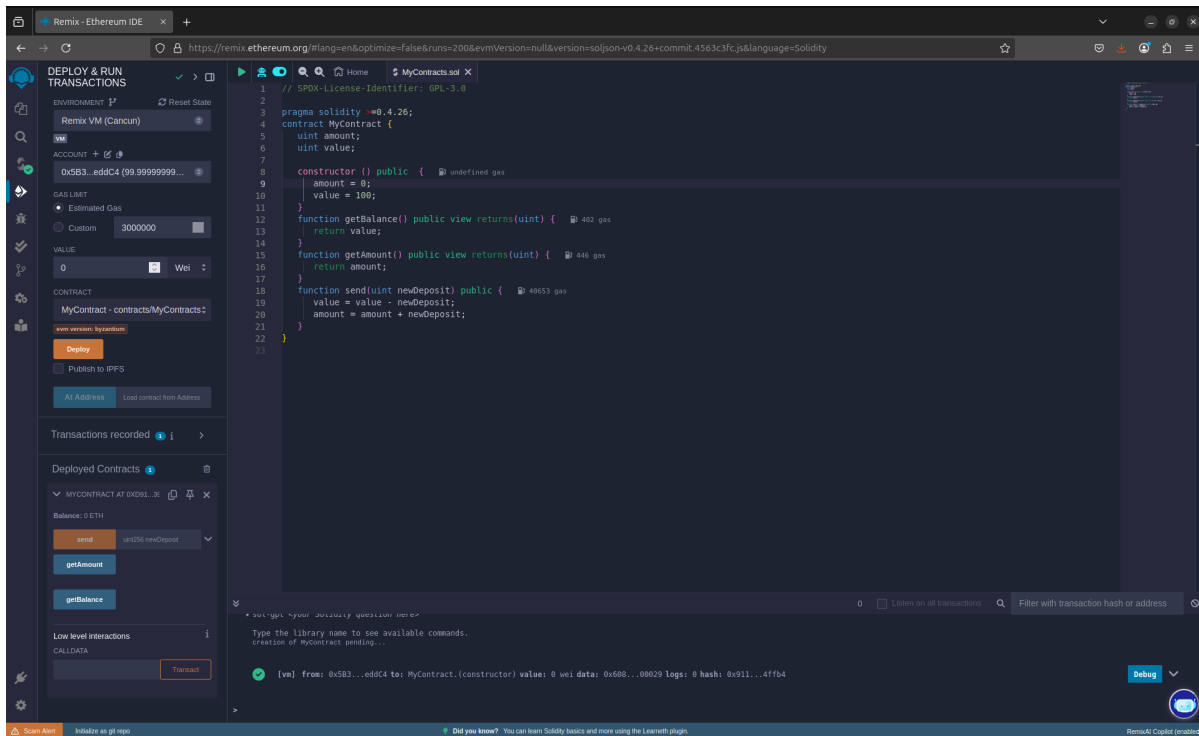 Remix - Ethereum IDE
https://remix.ethereum.org/#lang=en&optimize=false&runs=200&evmVersion=null&version=soljson-v0.4.26+commit.4563c3fc.js&language=Solidity
DEPLOY & RUN
TRANSACTIONS
ENVIRONMENT
Reset State
Remix VM (Cancun)
VM
ACCOUNT
0x5B3...eddC4 (99.99999999...
GAS LIMIT
Estimated Gas
Custom 3000000
VALUE
0 Wei
CONTRACT
MyContract - contracts/MyContracts
evm version: byzantium
Deploy
Publish to IPFS
At Address Load contract from Address
Transactions recorded 1 i
Deployed Contracts 1
MYCONTRACT AT 0XD91...39
Balance: 0 ETH
send uint256 newDeposit
getAmount
getBalance
Low level interactions i
CALLDATA
Transact
Home MyContracts.sol
1 // SPDX-License-Identifier: GPL-3.0
2
3 pragma solidity >=0.4.26;
4 contract MyContract {
5 uint amount;
6 uint value;
7
8 constructor () public { undefined gas
9 amount = 0;
10 value = 100;
11 }
12 function getBalance() public view returns(uint) { 402 gas
13 return value;
14 }
15 function getAmount() public view returns(uint) { 446 gas
16 return amount;
17 }
18 function send(uint newDeposit) public { 40653 gas
19 value = value - newDeposit;
20 amount = amount + newDeposit;
21 }
22 }
23
0 Listen on all transactions Filter with transaction hash or address
• sol-gpt <your Solidity question here>
Type the library name to see available commands.
creation of MyContract pending...
[vm] from: 0x5B3...eddC4 to: MyContract.(constructor) value: 0 wei data: 0x608...00029 logs: 0 hash: 0x911...4ffb4
Debug
>
Scam Alert Initialize as git repo Did you know? You can learn Solidity basics and more using the Learneth plugin. RemixAI Copilot (enabled